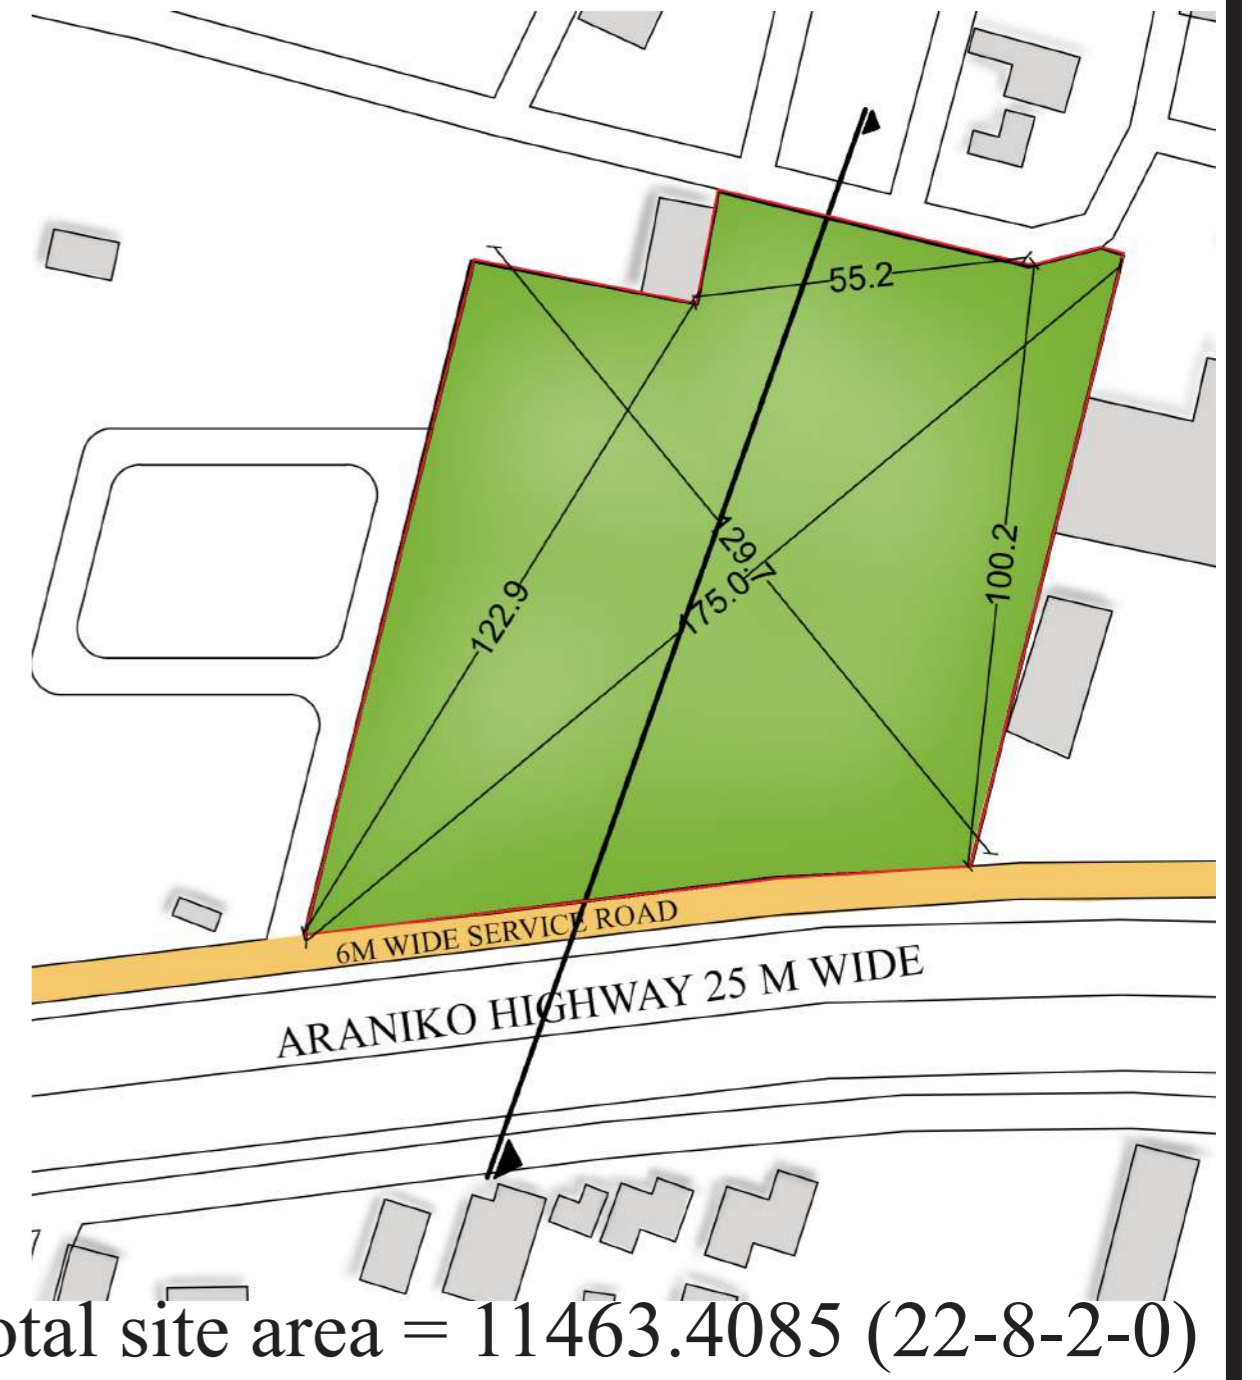 55.2
129.7
175.0
100.2
122.9
6M WIDE SERVICE ROAD
ARANIKO HIGHWAY 25 M WIDE
otal site area = 11463.4085 (22-8-2-0)